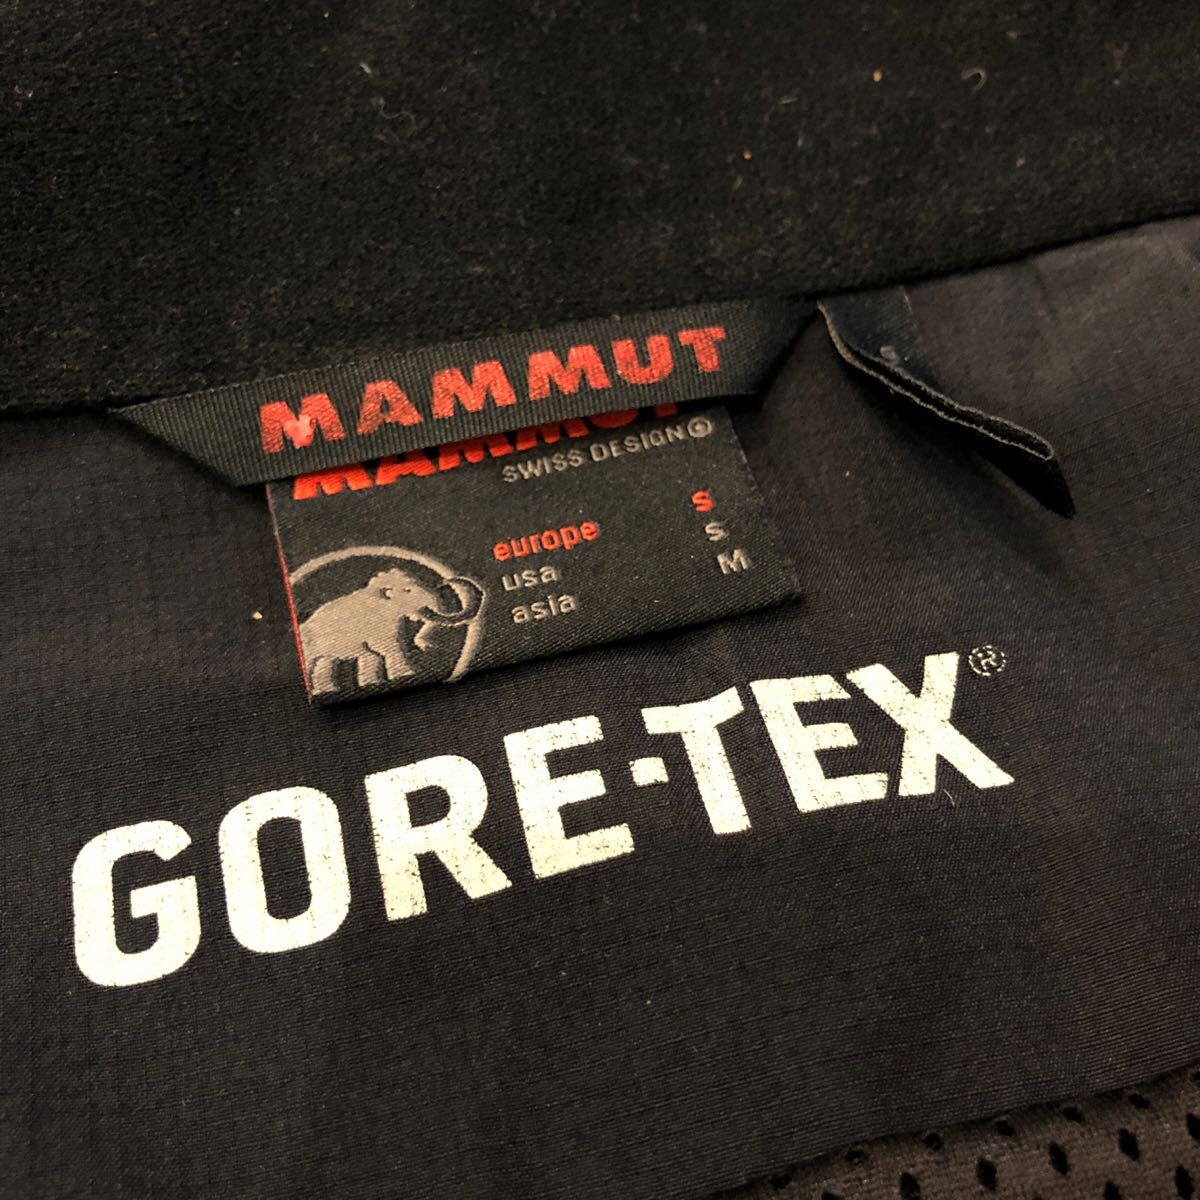 MAMMUT
MAMMUT
SWISS DESIGN ®
europe S
usa S
asia M
GORE-TEX®